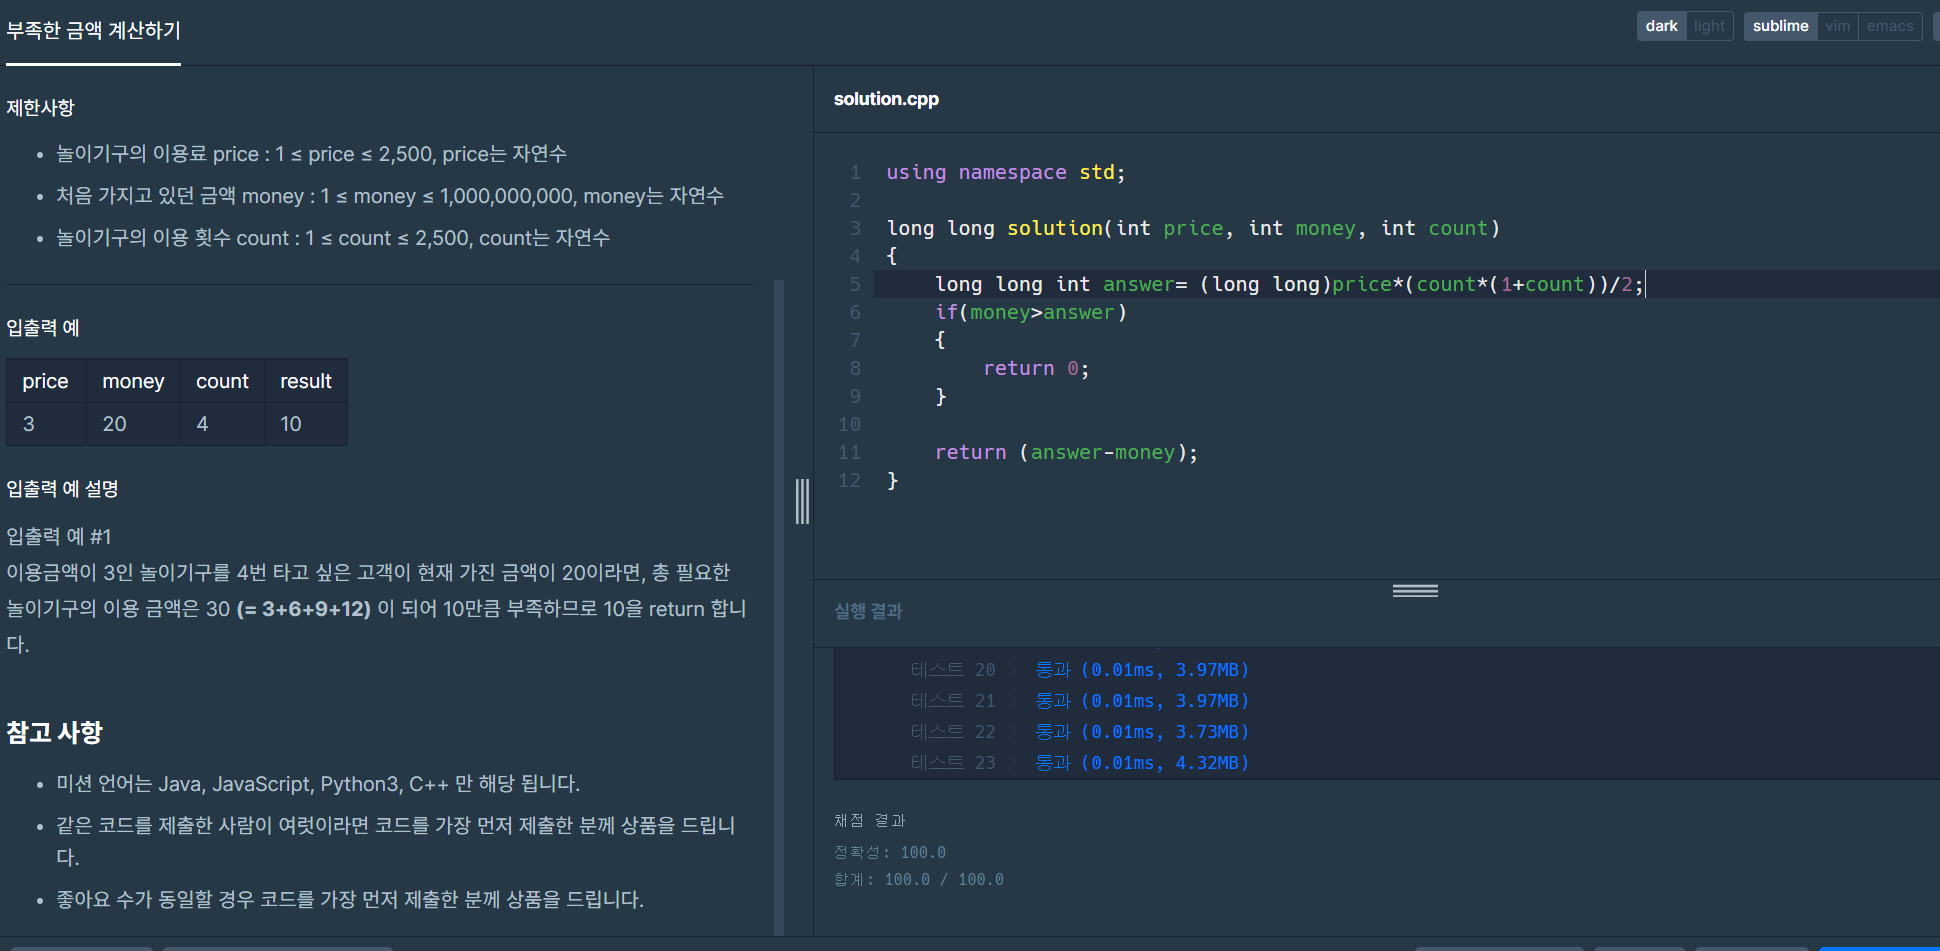 부족한 금액 계산하기
dark light sublime vim emacs
제한사항
• 놀이기구의 이용료 price : 1 ≤ price ≤ 2,500, price는 자연수
• 처음 가지고 있던 금액 money : 1 ≤ money ≤ 1,000,000,000, money는 자연수
• 놀이기구의 이용 횟수 count : 1 ≤ count ≤ 2,500, count는 자연수
입출력 예
price money count result
3 20 4 10
입출력 예 설명
입출력 예 #1
이용금액이 3인 놀이기구를 4번 타고 싶은 고객이 현재 가진 금액이 20이라면, 총 필요한
놀이기구의 이용 금액은 30 (= 3+6+9+12) 이 되어 10만큼 부족하므로 10을 return 합니
다.
참고 사항
• 미션 언어는 Java, JavaScript, Python3, C++ 만 해당 됩니다.
• 같은 코드를 제출한 사람이 여럿이라면 코드를 가장 먼저 제출한 분께 상품을 드립니
다.
• 좋아요 수가 동일할 경우 코드를 가장 먼저 제출한 분께 상품을 드립니다.
solution.cpp
1 using namespace std;
2
3 long long solution(int price, int money, int count)
4 {
5     long long int answer= (long long)price*(count*(1+count))/2;
6     if(money>answer)
7     {
8         return 0;
9     }
10
11     return (answer-money);
12 }
실행 결과
테스트 20 〉 통과 (0.01ms, 3.97MB)
테스트 21 〉 통과 (0.01ms, 3.97MB)
테스트 22 〉 통과 (0.01ms, 3.73MB)
테스트 23 〉 통과 (0.01ms, 4.32MB)
채점 결과
정확성: 100.0
합계: 100.0 / 100.0